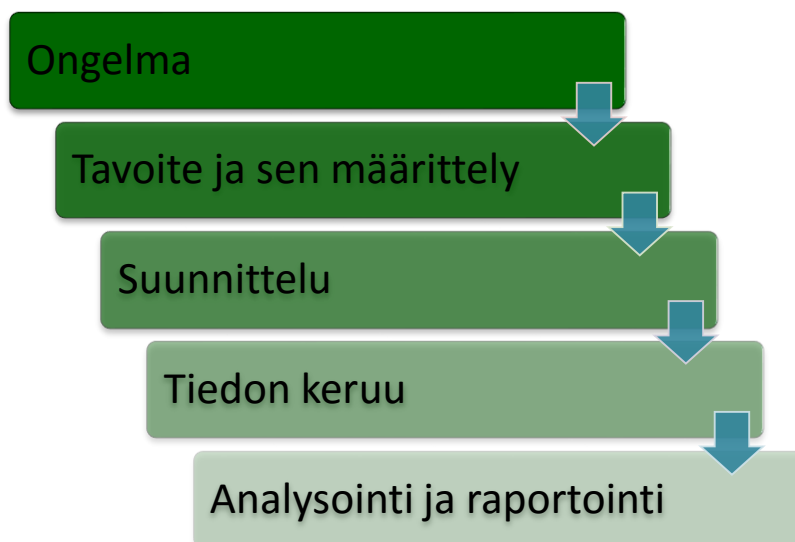 Ongelma
Tavoite ja sen määrittely
Suunnittelu
Tiedon keruu
Analysointi ja raportointi